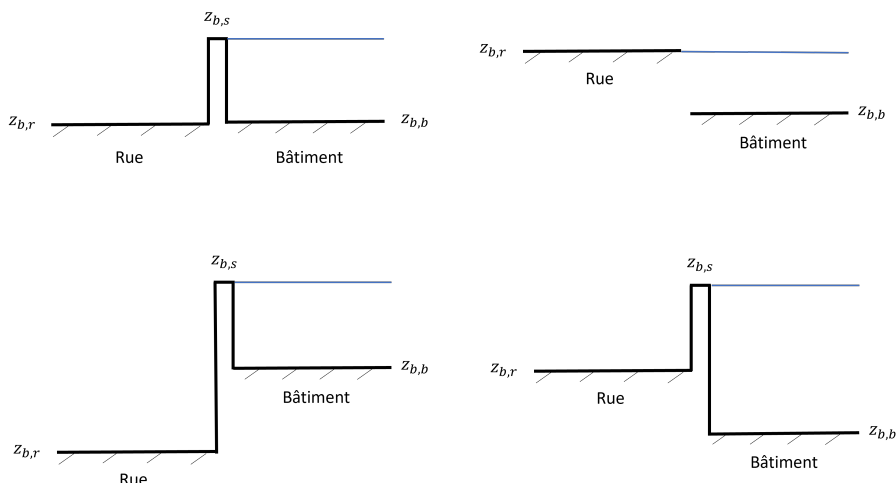 z_{b,s}
z_{b,r}
z_{b,b}
Rue
Bâtiment
z_{b,r}
Rue
z_{b,b}
Bâtiment
z_{b,s}
z_{b,b}
Bâtiment
z_{b,r}
Rue
z_{b,s}
z_{b,r}
Rue
z_{b,b}
Bâtiment